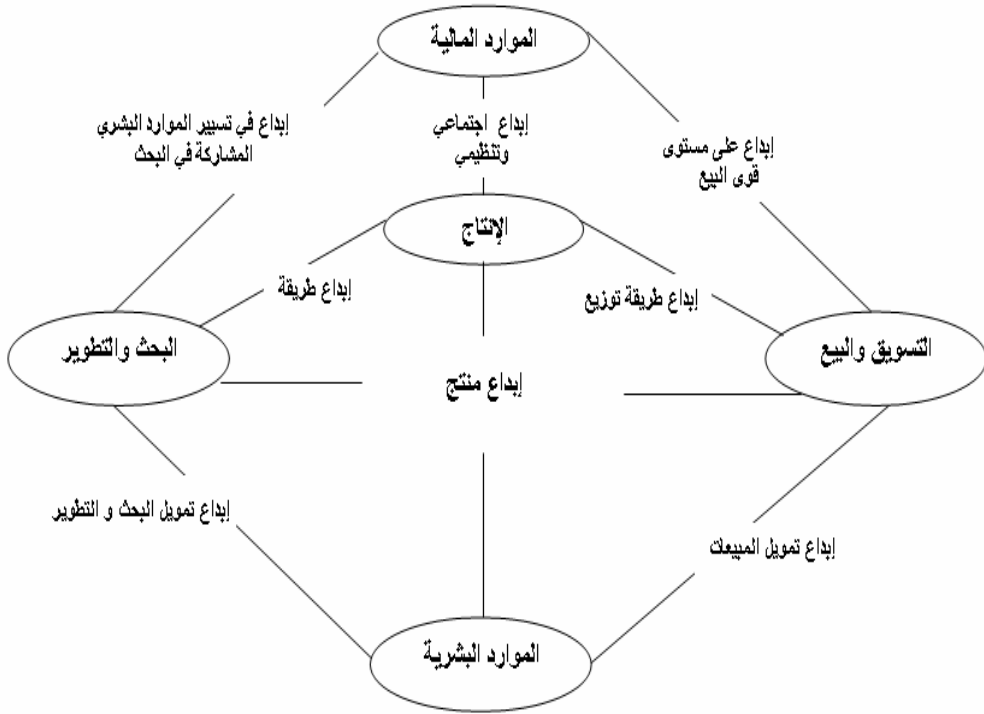 الموارد المالية
إبداع على مستوى
قوى البيع
إبداع اجتماعي
وتنظيمي
إبداع في تسيير الموارد البشري
المشاركة في البحث
الإنتاج
إبداع طريقة توزيع
إبداع طريقة
التسويق والبيع
البحث والتطوير
إبداع منتج
إبداع تمويل المبيعات
إبداع تمويل البحث و التطوير
الموارد البشرية